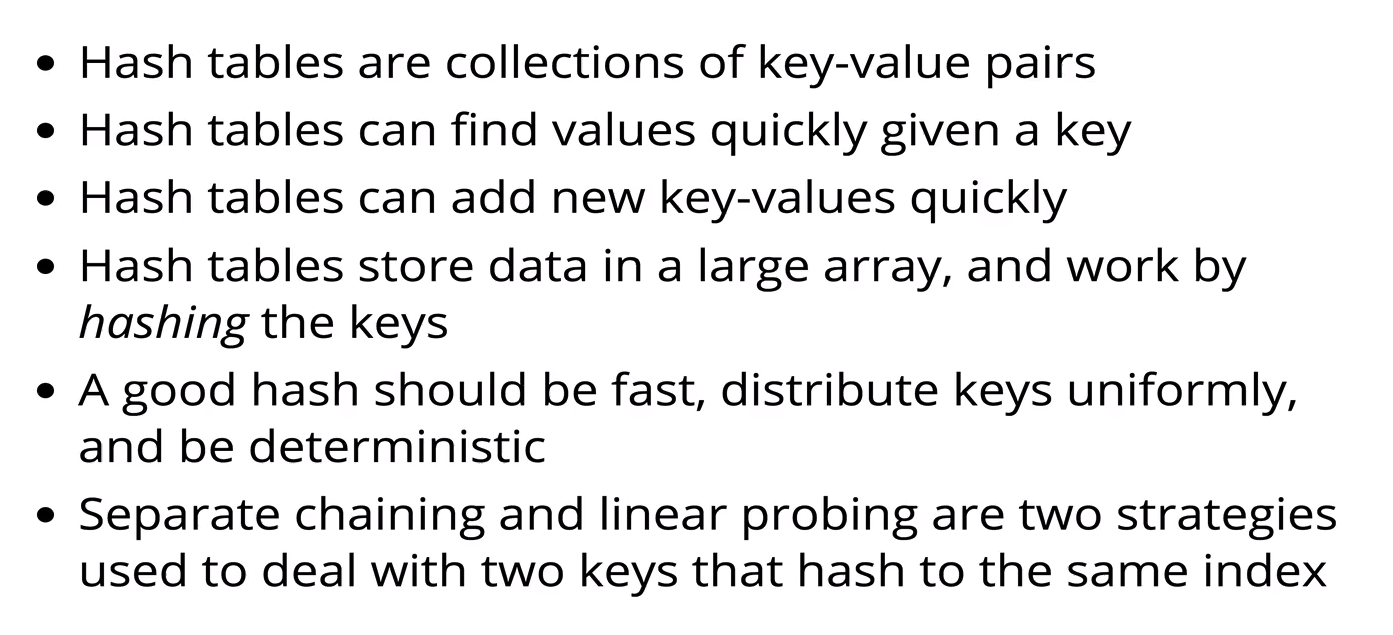 • Hash tables are collections of key-value pairs
• Hash tables can find values quickly given a key
• Hash tables can add new key-values quickly
• Hash tables store data in a large array, and work by
hashing the keys
• A good hash should be fast, distribute keys uniformly,
and be deterministic
• Separate chaining and linear probing are two strategies
used to deal with two keys that hash to the same index